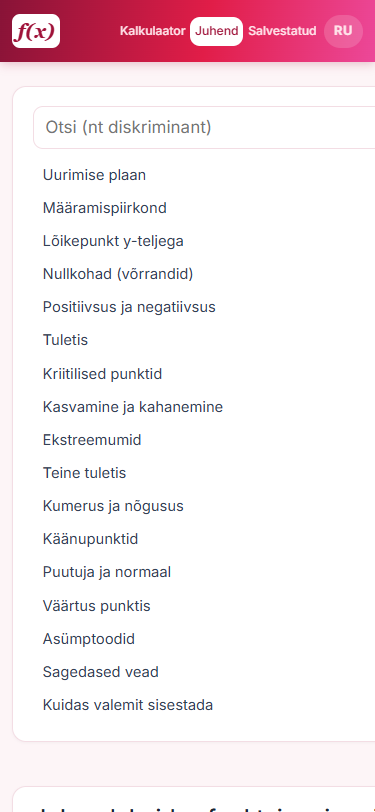 f(x)
Kalkulaator
Juhend
Salvestatud
RU
Otsi (nt diskriminant)
Uurimise plaan
Määramispiirkond
Lõikepunkt y-teljega
Nullkohad (võrrandid)
Positiivsus ja negatiivsus
Tuletis
Kriitilised punktid
Kasvamine ja kahanemine
Ekstreemumid
Teine tuletis
Kumerus ja nõgusus
Käänupunktid
Puutuja ja normaal
Väärtus punktis
Asümptoodid
Sagedased vead
Kuidas valemit sisestada